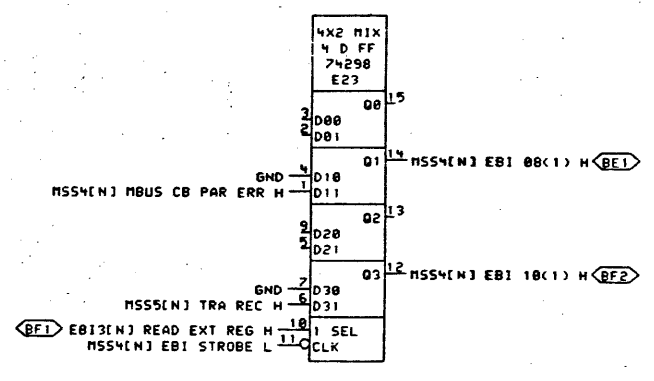 4X2 MIX
4 D FF
74298
E23
Q0 15
3 D00
2 D01
Q1 14 MSS4[N] EBI 08(1) H BE1
GND 4 D10
MSS4[N] MBUS CB PAR ERR H 1 D11
Q2 13
9 D20
5 D21
Q3 12 MSS4[N] EBI 10(1) H BF2
GND 7 D30
MSS5[N] TRA REC H 6 D31
BF1 EBI3[N] READ EXT REG H 10 1 SEL
MSS4[N] EBI STROBE L 11 CLK